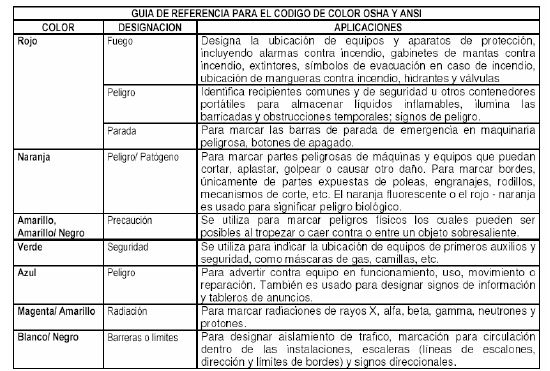 GUIA DE REFERENCIA PARA EL CODIGO DE COLOR OSHA Y ANSI
COLOR DESIGNACION APLICACIONES
Rojo Fuego Designa la ubicación de equipos y aparatos de protección,
incluyendo alarmas contra incendio, gabinetes de mantas contra
incendio, extintores, símbolos de evacuación en caso de incendio,
ubicación de mangueras contra incendio, hidrantes y válvulas
Peligro Identifica recipientes comunes y de seguridad u otros contenedores
portátiles para almacenar líquidos inflamables, ilumina las
barricadas y obstrucciones temporales; signos de peligro.
Parada Para marcar las barras de parada de emergencia en maquinaria
peligrosa, botones de apagado.
Naranja Peligro/ Patógeno Para marcar partes peligrosas de máquinas y equipos que puedan
cortar, aplastar, golpear o causar otro daño. Para marcar bordes,
únicamente de partes expuestas de poleas, engranajes, rodillos,
mecanismos de corte, etc. El naranja fluorescente o el rojo - naranja
es usado para significar peligro biológico.
Amarillo, Precaución Se utiliza para marcar peligros físicos los cuales pueden ser
Amarillo/ Negro posibles al tropezar o caer contra o entre un objeto sobresaliente.
Verde Seguridad Se utiliza para indicar la ubicación de equipos de primeros auxilios y
seguridad, como máscaras de gas, camillas, etc.
Azul Peligro Para advertir contra equipo en funcionamiento, uso, movimiento o
reparación. También es usado para designar signos de información
y tableros de anuncios.
Magenta/ Amarillo Radiación Para marcar radiaciones de rayos X, alfa, beta, gamma, neutrones y
protones.
Blanco/ Negro Barreras o limites Para designar aislamiento de trafico, marcación para circulación
dentro de las instalaciones, escaleras (líneas de escalones,
dirección y limites de bordes) y signos direccionales.